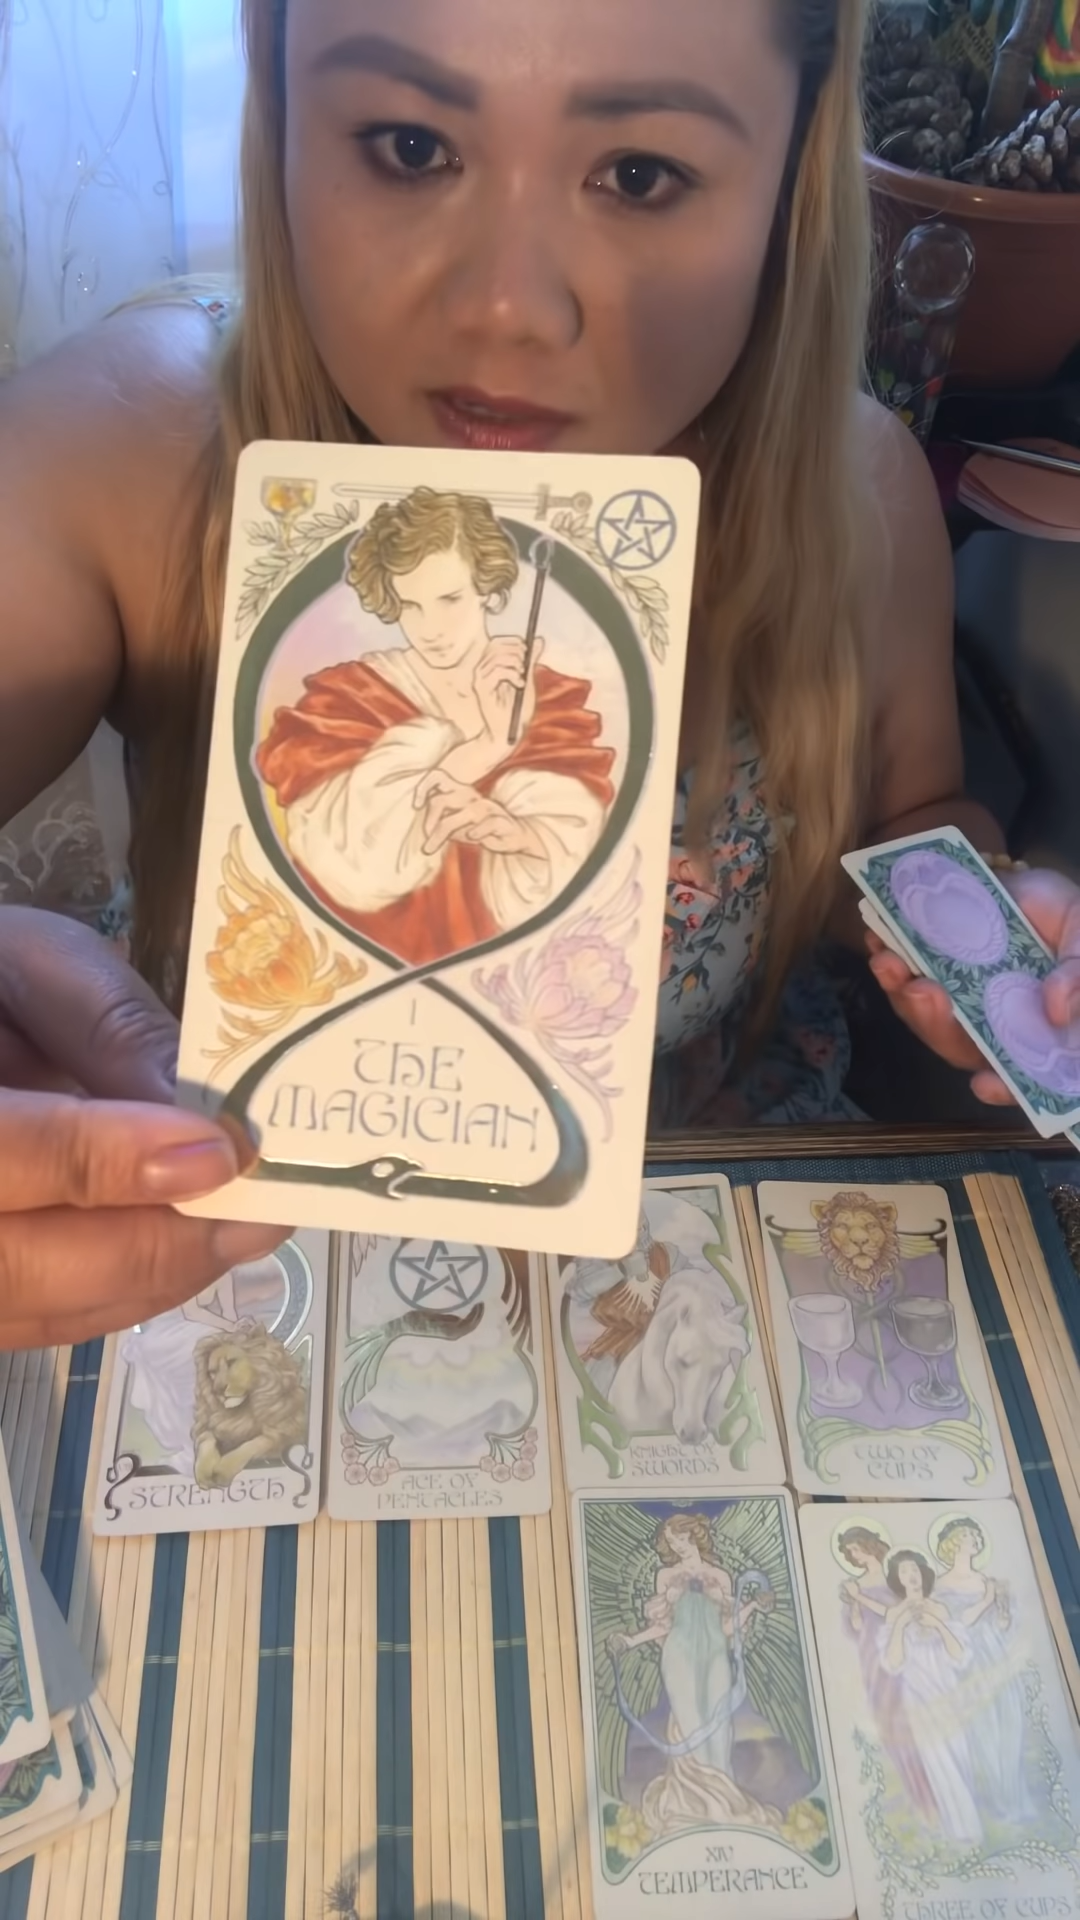 I
THE
MAGICIAN
STRENGTH
ACE OF
PENTACLES
KNIGHT OF
SWORDS
TWO OF
CUPS
XIV
TEMPERANCE
THREE OF CUPS